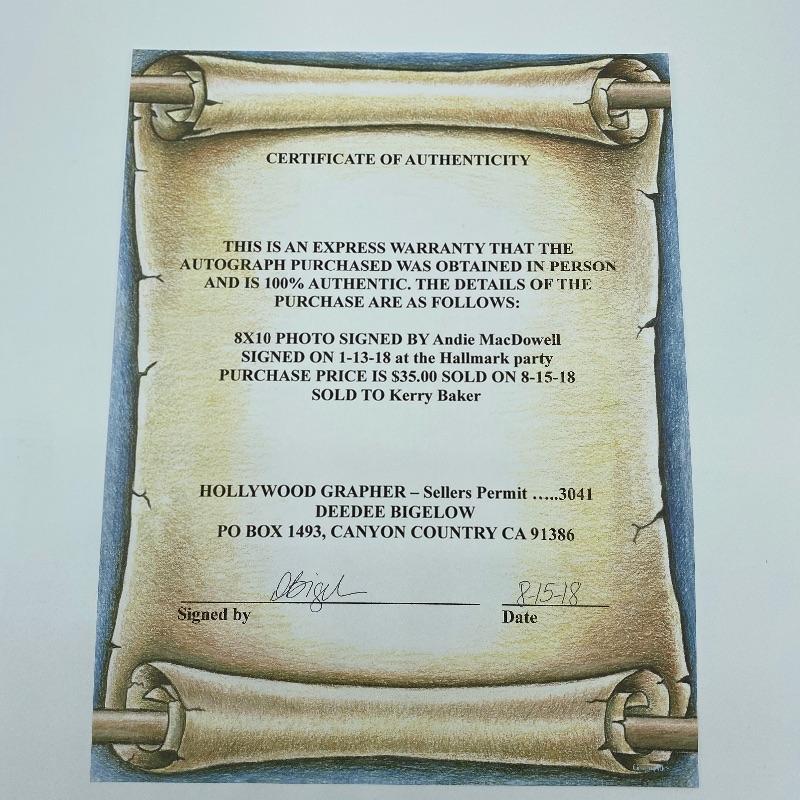 CERTIFICATE OF AUTHENTICITY
THIS IS AN EXPRESS WARRANTY THAT THE
AUTOGRAPH PURCHASED WAS OBTAINED IN PERSON
AND IS 100% AUTHENTIC. THE DETAILS OF THE
PURCHASE ARE AS FOLLOWS:
8X10 PHOTO SIGNED BY Andie MacDowell
SIGNED ON 1-13-18 at the Hallmark party
PURCHASE PRICE IS $35.00 SOLD ON 8-15-18
SOLD TO Kerry Baker
HOLLYWOOD GRAPHER – Sellers Permit …..3041
DEEDEE BIGELOW
PO BOX 1493, CANYON COUNTRY CA 91386
8-15-18
Signed by Date